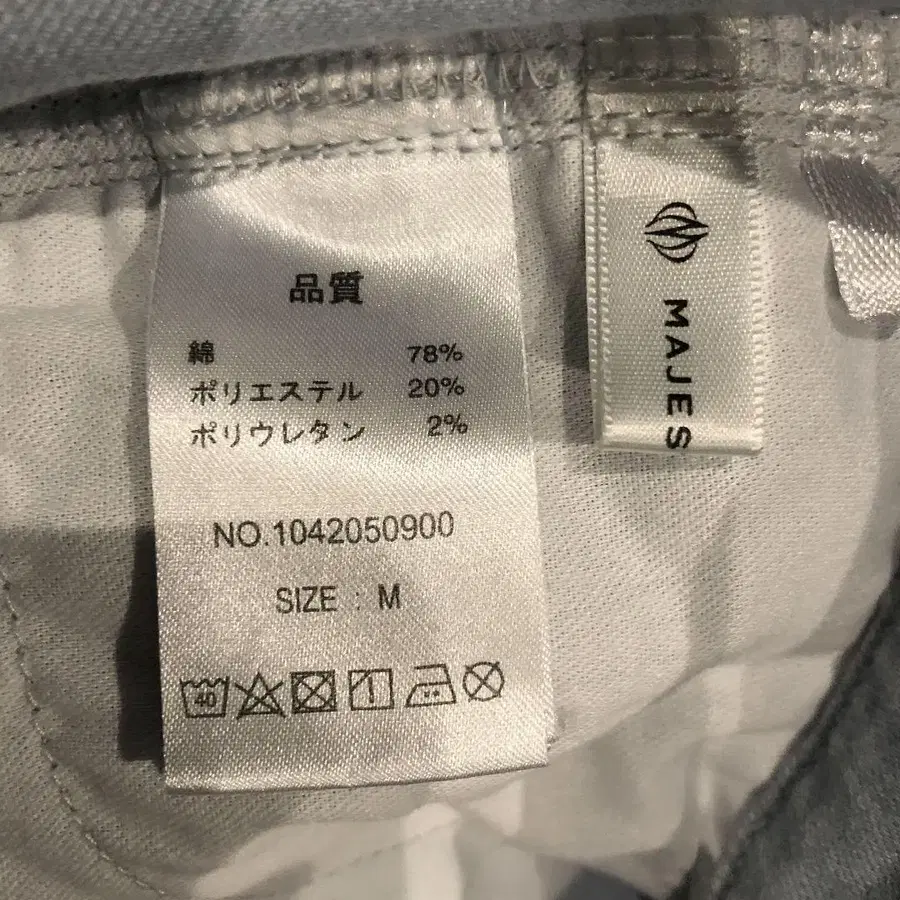 品質
綿 78%
ポリエステル 20%
ポリウレタン 2%
NO.1042050900
SIZE : M
40
MAJES